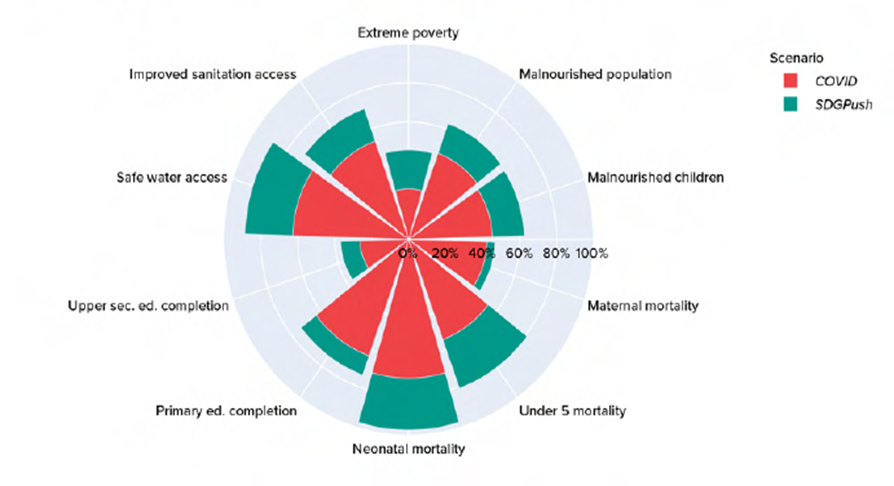 Extreme poverty
Improved sanitation access
Malnourished population
Scenario
COVID
SDGPush
Safe water access
Malnourished children
0% 20% 40% 60% 80% 100%
Upper sec. ed. completion
Maternal mortality
Primary ed. completion
Under 5 mortality
Neonatal mortality